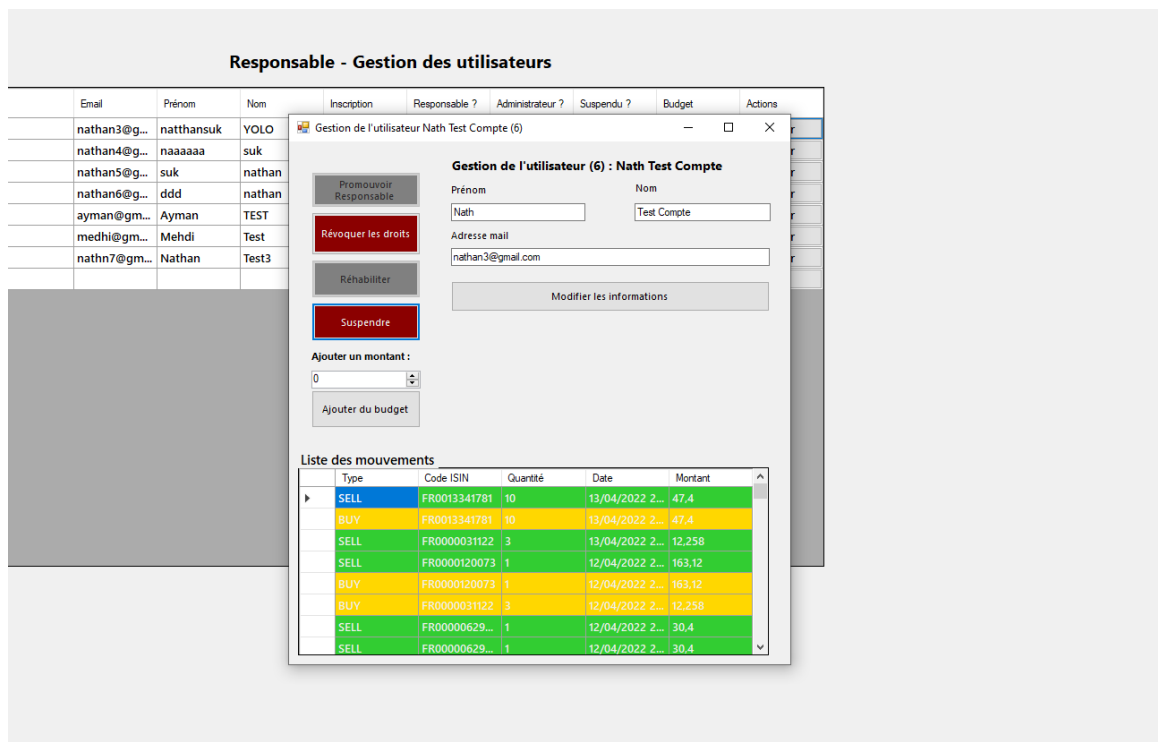 Responsable - Gestion des utilisateurs
Email Prénom Nom Inscription Responsable ? Administrateur ? Suspendu ? Budget Actions
nathan3@g... natthansuk YOLO
nathan4@g... naaaaaa suk
nathan5@g... suk nathan
nathan6@g... ddd nathan
ayman@gm... Ayman TEST
medhi@gm... Mehdi Test
nathn7@gm... Nathan Test3
Gestion de l'utilisateur Nath Test Compte (6)
Gestion de l'utilisateur (6) : Nath Test Compte
Promouvoir
Responsable
Révoquer les droits
Réhabiliter
Suspendre
Ajouter un montant :
0
Ajouter du budget
Prénom Nom
Nath Test Compte
Adresse mail
nathan3@gmail.com
Modifier les informations
Liste des mouvements
Type Code ISIN Quantité Date Montant
SELL FR0013341781 10 13/04/2022 2... 47,4
BUY FR0013341781 10 13/04/2022 2... 47,4
SELL FR0000031122 3 13/04/2022 2... 12,258
SELL FR0000120073 1 12/04/2022 2... 163,12
BUY FR0000120073 1 12/04/2022 2... 163,12
BUY FR0000031122 3 12/04/2022 2... 12,258
SELL FR00000629... 1 12/04/2022 2... 30,4
SELL FR00000629... 1 12/04/2022 2... 30,4